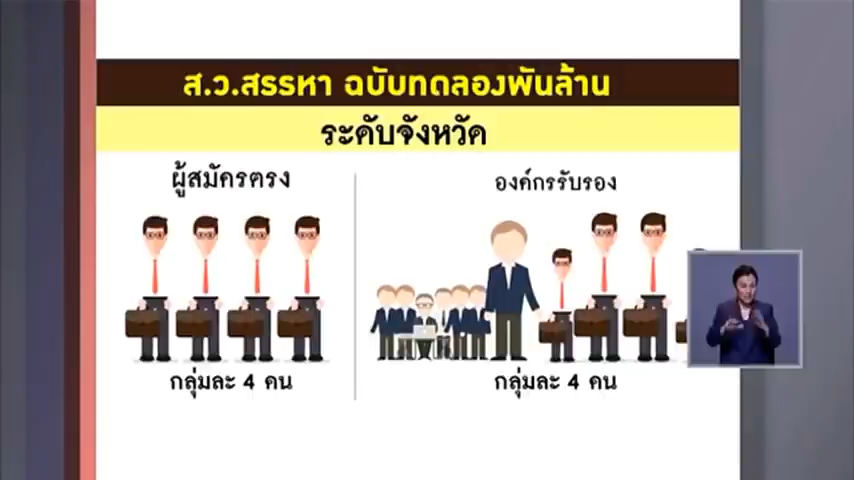 ส.ว.สรรหา ฉบับทดลองพันล้าน
ระดับจังหวัด
ผู้สมัครตรง
องค์กรรับรอง
กลุ่มละ 4 คน
กลุ่มละ 4 คน